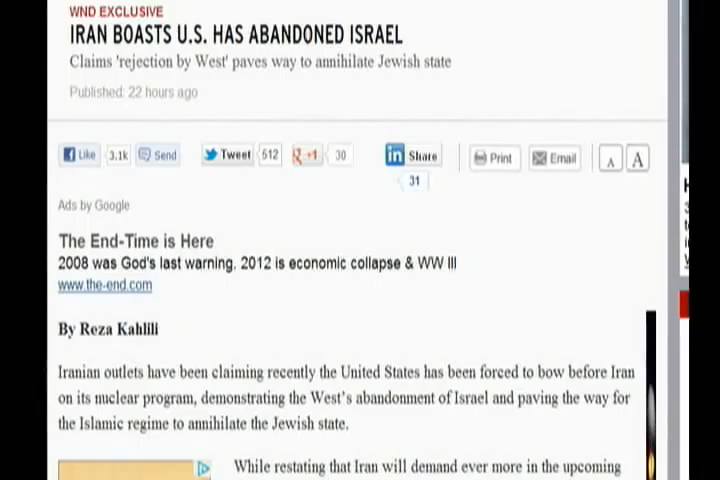 WND EXCLUSIVE
IRAN BOASTS U.S. HAS ABANDONED ISRAEL
Claims 'rejection by West' paves way to annihilate Jewish state
Published: 22 hours ago
Like 3.1k Send Tweet 512 +1 30 in Share 31 Print Email A A
Ads by Google
The End-Time is Here
2008 was God's last warning. 2012 is economic collapse & WW III
www.the-end.com
By Reza Kahlili
Iranian outlets have been claiming recently the United States has been forced to bow before Iran
on its nuclear program, demonstrating the West's abandonment of Israel and paving the way for
the Islamic regime to annihilate the Jewish state.
While restating that Iran will demand ever more in the upcoming